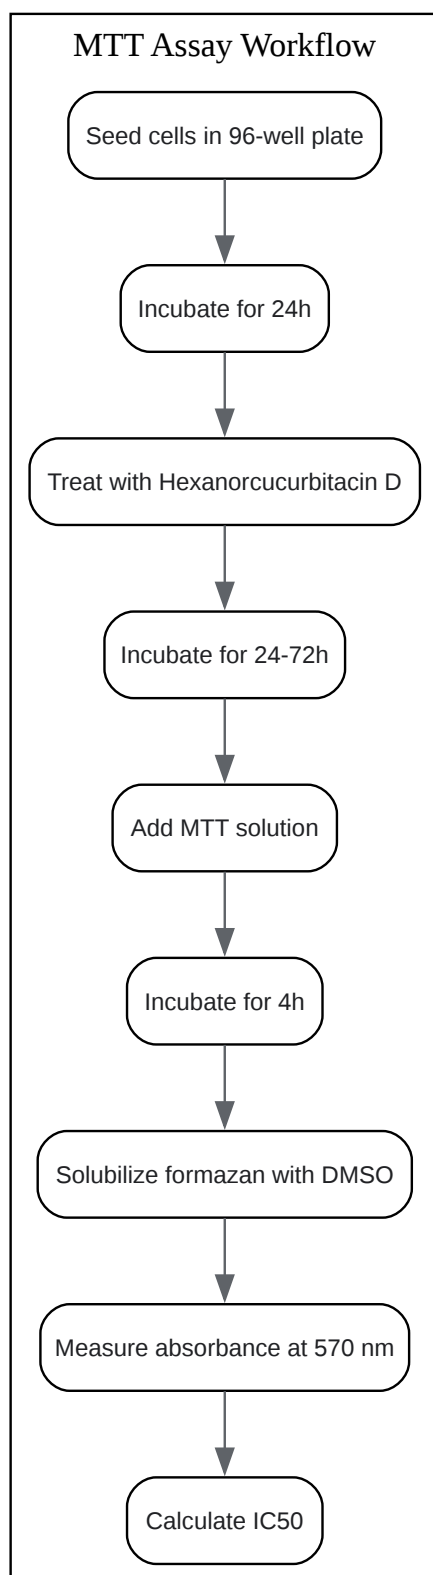 MTT Assay Workflow
Seed cells in 96-well plate
Incubate for 24h
Treat with Hexanorcucurbitacin D
Incubate for 24-72h
Add MTT solution
Incubate for 4h
Solubilize formazan with DMSO
Measure absorbance at 570 nm
Calculate IC50